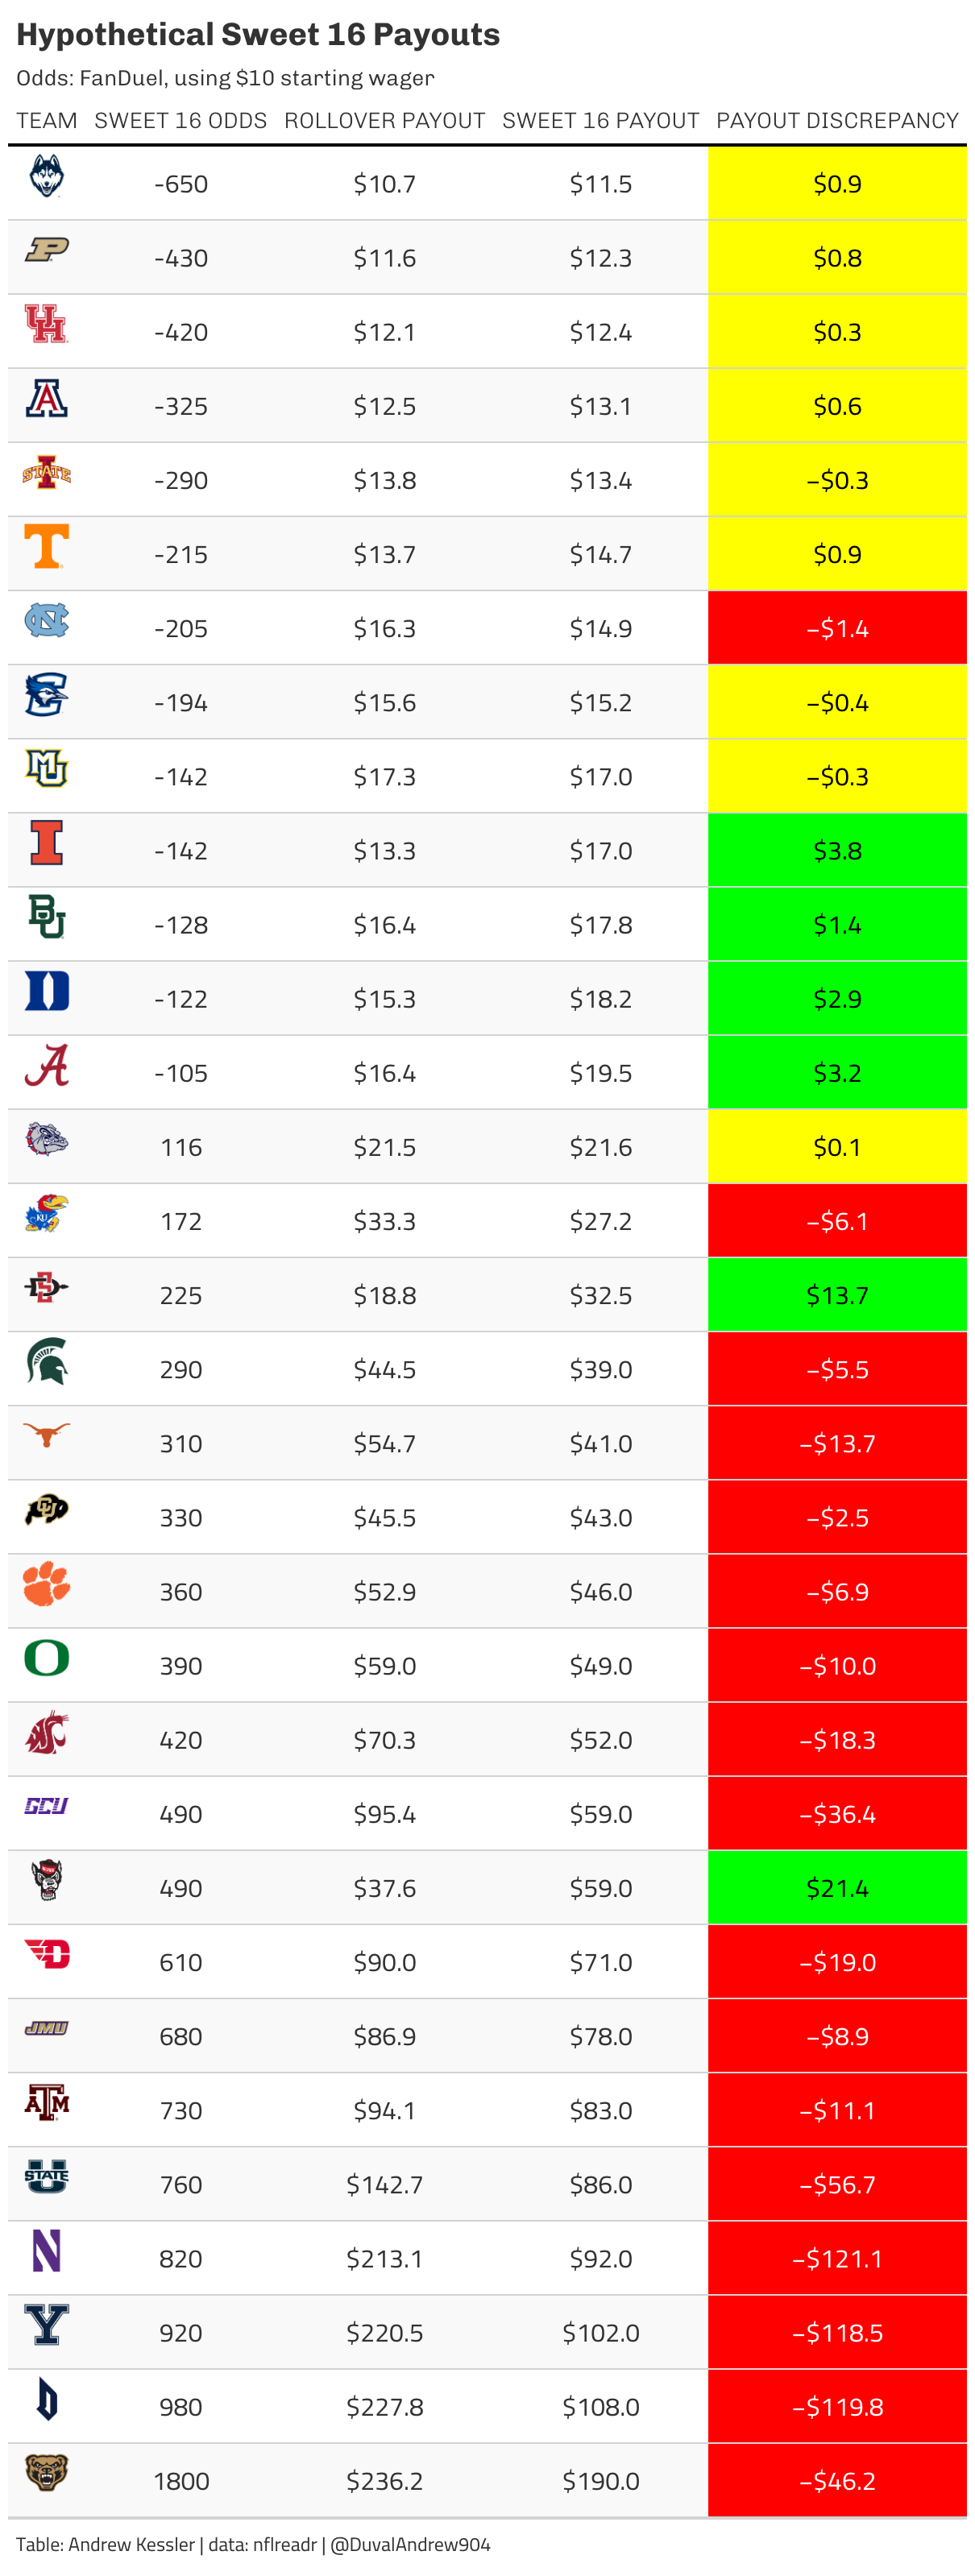 Hypothetical Sweet 16 Payouts
Odds: FanDuel, using $10 starting wager
TEAM SWEET 16 ODDS ROLLOVER PAYOUT SWEET 16 PAYOUT PAYOUT DISCREPANCY
-650 $10.7 $11.5 $0.9
P -430 $11.6 $12.3 $0.8
UH -420 $12.1 $12.4 $0.3
A -325 $12.5 $13.1 $0.6
I STATE -290 $13.8 $13.4 −$0.3
T -215 $13.7 $14.7 $0.9
NC -205 $16.3 $14.9 −$1.4
C -194 $15.6 $15.2 −$0.4
MU -142 $17.3 $17.0 −$0.3
I -142 $13.3 $17.0 $3.8
BU -128 $16.4 $17.8 $1.4
D -122 $15.3 $18.2 $2.9
A -105 $16.4 $19.5 $3.2
116 $21.5 $21.6 $0.1
KU 172 $33.3 $27.2 −$6.1
SD 225 $18.8 $32.5 $13.7
290 $44.5 $39.0 −$5.5
310 $54.7 $41.0 −$13.7
CU 330 $45.5 $43.0 −$2.5
360 $52.9 $46.0 −$6.9
O 390 $59.0 $49.0 −$10.0
420 $70.3 $52.0 −$18.3
GCU 490 $95.4 $59.0 −$36.4
490 $37.6 $59.0 $21.4
D 610 $90.0 $71.0 −$19.0
JMU 680 $86.9 $78.0 −$8.9
ATM 730 $94.1 $83.0 −$11.1
U STATE 760 $142.7 $86.0 −$56.7
N 820 $213.1 $92.0 −$121.1
Y 920 $220.5 $102.0 −$118.5
D 980 $227.8 $108.0 −$119.8
1800 $236.2 $190.0 −$46.2
Table: Andrew Kessler | data: nflreadr | @DuvalAndrew904